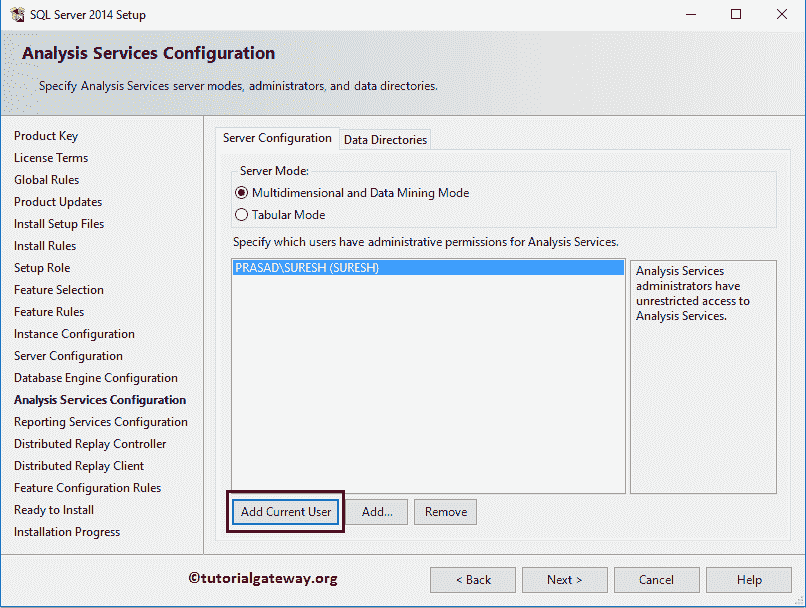 SQL Server 2014 Setup
Analysis Services Configuration
Specify Analysis Services server modes, administrators, and data directories.
Product Key
License Terms
Global Rules
Product Updates
Install Setup Files
Install Rules
Setup Role
Feature Selection
Feature Rules
Instance Configuration
Server Configuration
Database Engine Configuration
Analysis Services Configuration
Reporting Services Configuration
Distributed Replay Controller
Distributed Replay Client
Feature Configuration Rules
Ready to Install
Installation Progress
Server Configuration Data Directories
Server Mode:
Multidimensional and Data Mining Mode
Tabular Mode
Specify which users have administrative permissions for Analysis Services.
PRASAD\SURESH (SURESH)
Analysis Services
administrators have
unrestricted access to
Analysis Services.
Add Current User Add... Remove
©tutorialgateway.org
< Back Next > Cancel Help